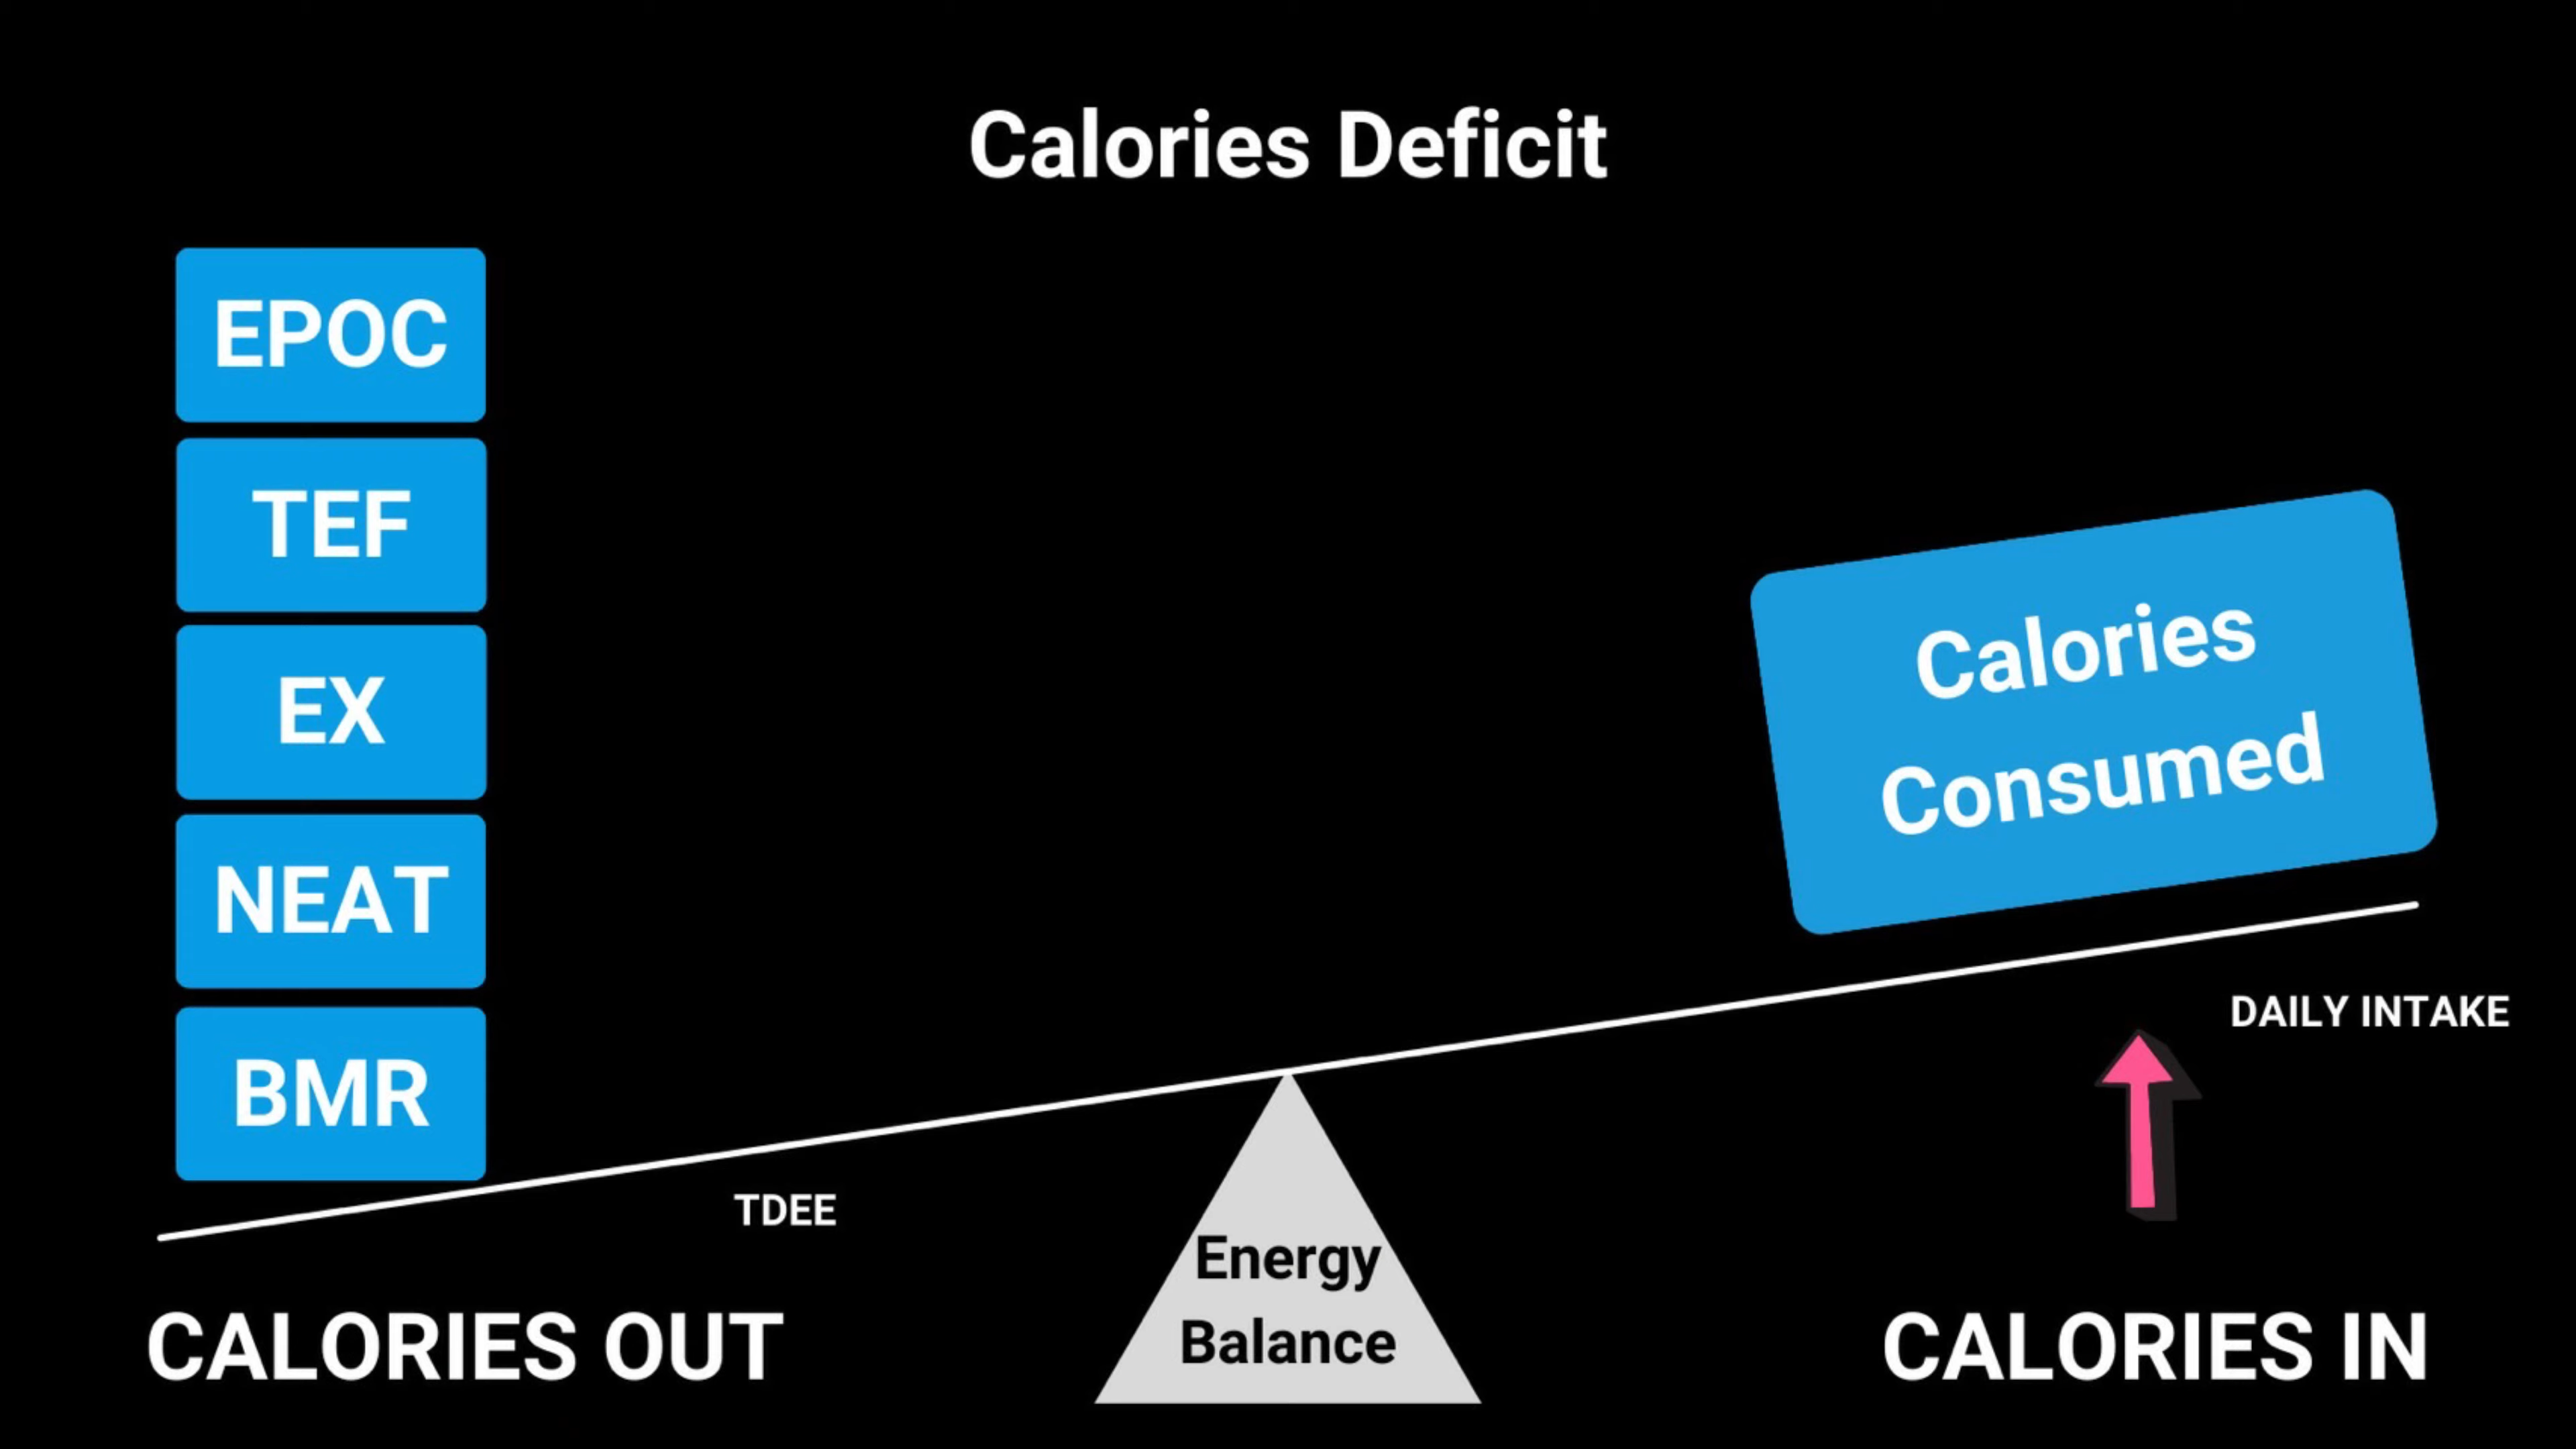 Calories Deficit
EPOC
TEF
EX
NEAT
BMR
Calories
Consumed
DAILY INTAKE
TDEE
Energy
Balance
CALORIES OUT
CALORIES IN